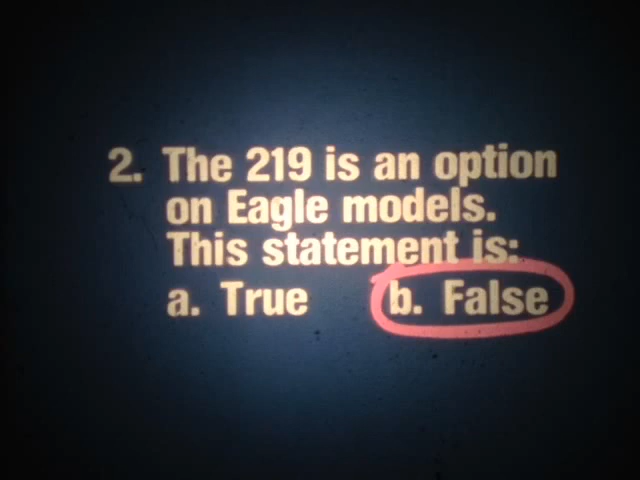 2. The 219 is an option
on Eagle models.
This statement is:
a. True b. False